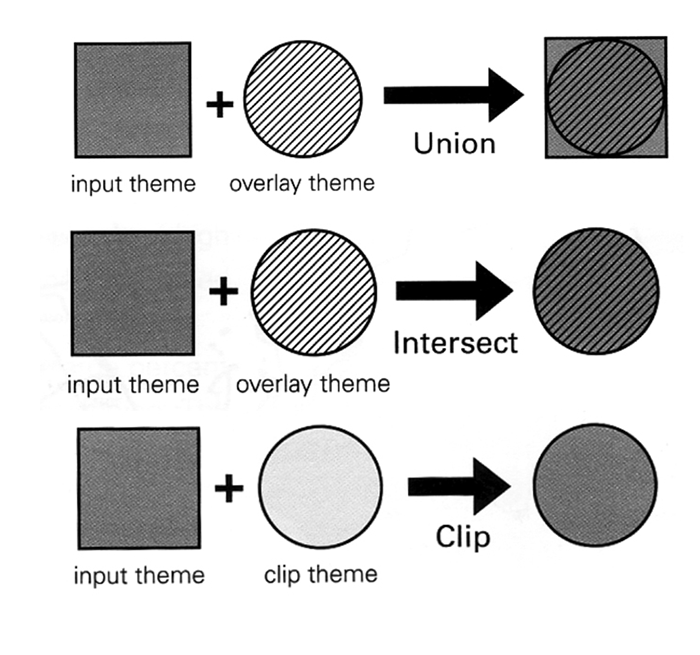 +
Union
input theme
overlay theme
+
Intersect
input theme
overlay theme
+
Clip
input theme
clip theme